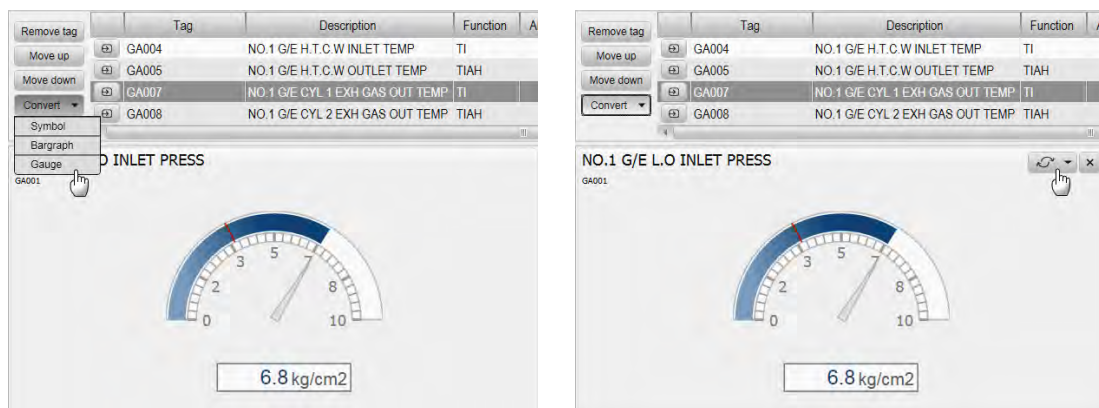 Remove tag
Move up
Move down
Convert
Symbol
Bargraph
Gauge
Tag Description Function A
GA004 NO.1 G/E H.T.C.W INLET TEMP TI
GA005 NO.1 G/E H.T.C.W OUTLET TEMP TIAH
GA007 NO.1 G/E CYL 1 EXH GAS OUT TEMP TI
GA008 NO.1 G/E CYL 2 EXH GAS OUT TEMP TIAH
O INLET PRESS
GA001
0 2 3 5 7 8 10
6.8 kg/cm2
Remove tag
Move up
Move down
Convert
Tag Description Function
GA004 NO.1 G/E H.T.C.W INLET TEMP TI
GA005 NO.1 G/E H.T.C.W OUTLET TEMP TIAH
GA007 NO.1 G/E CYL 1 EXH GAS OUT TEMP TI
GA008 NO.1 G/E CYL 2 EXH GAS OUT TEMP TIAH
NO.1 G/E L.O INLET PRESS
GA001
0 2 3 5 7 8 10
6.8 kg/cm2